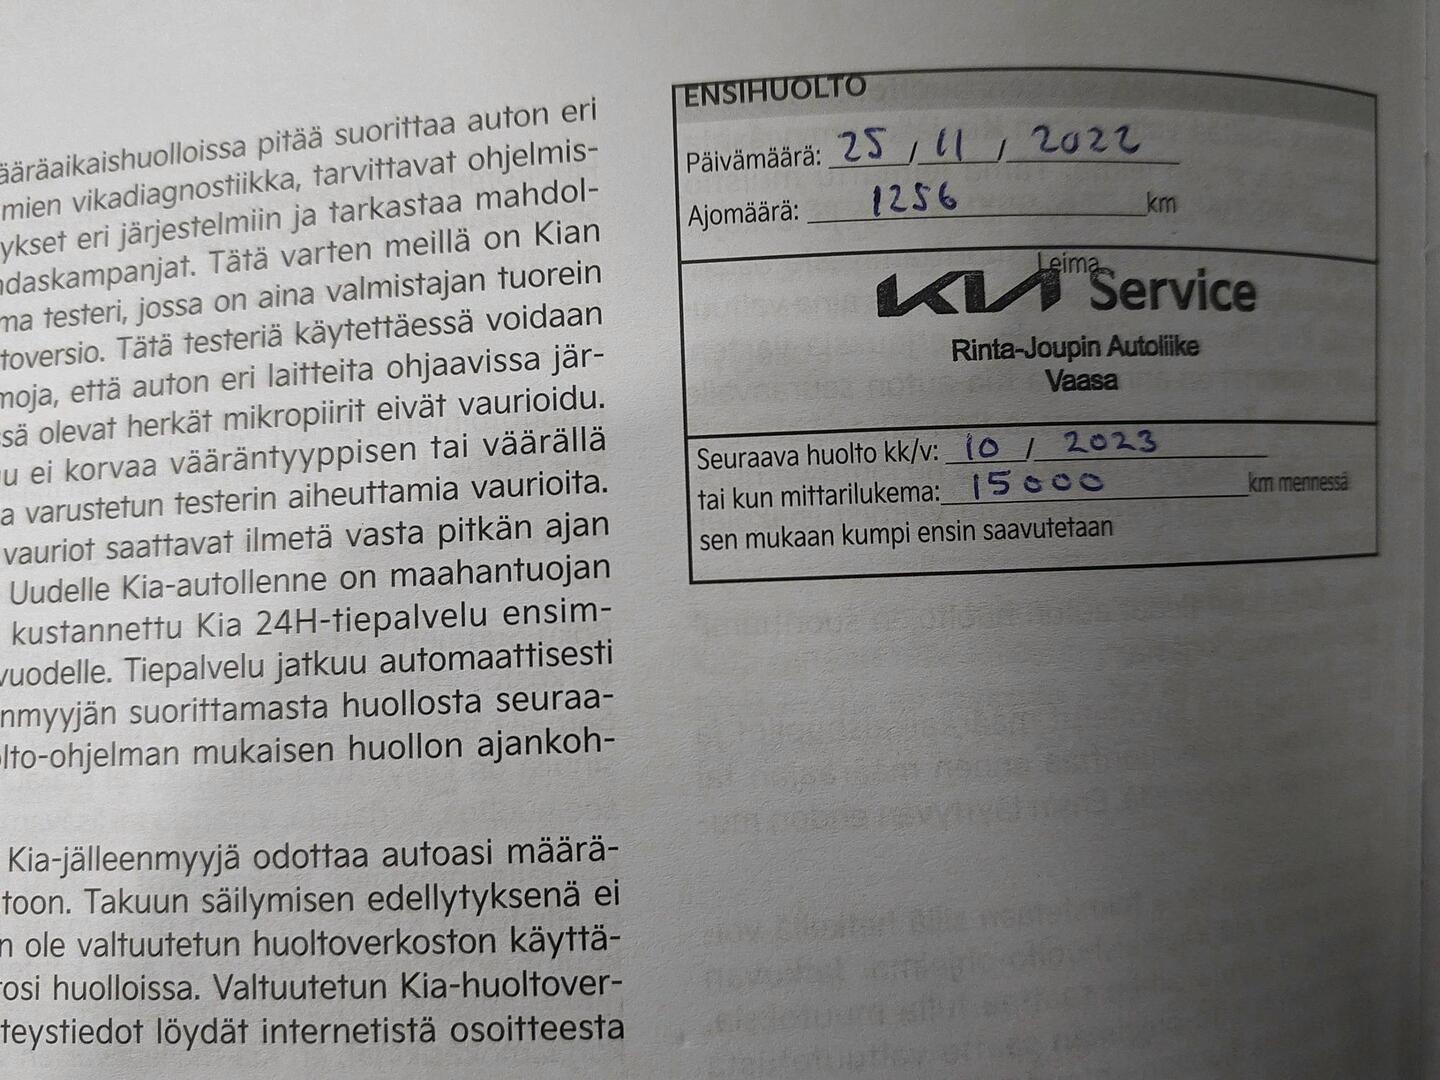 ääräaikaishuolloissa pitää suorittaa auton eri
mien vikadiagnostiikka, tarvittavat ohjelmis-
ykset eri järjestelmiin ja tarkastaa mahdol-
daskampanjat. Tätä varten meillä on Kian
ma testeri, jossa on aina valmistajan tuorein
toversio. Tätä testeriä käytettäessä voidaan
moja, että auton eri laitteita ohjaavissa jär-
ssä olevat herkät mikropiirit eivät vaurioidu.
u ei korvaa vääräntyyppisen tai väärällä
a varustetun testerin aiheuttamia vaurioita.
vauriot saattavat ilmetä vasta pitkän ajan
Uudelle Kia-autollenne on maahantuojan
kustannettu Kia 24H-tiepalvelu ensim-
vuodelle. Tiepalvelu jatkuu automaattisesti
nmyyjän suorittamasta huollosta seuraa-
olto-ohjelman mukaisen huollon ajankoh-
Kia-jälleenmyyjä odottaa autoasi määrä-
toon. Takuun säilymisen edellytyksenä ei
n ole valtuutetun huoltoverkoston käyttä-
rosi huolloissa. Valtuutetun Kia-huoltover-
teystiedot löydät internetistä osoitteesta
ENSIHUOLTO
Päivämäärä: 25 / 11 / 2022
Ajomäärä: 1256 km
Leima
KIA Service
Rinta-Joupin Autoliike
Vaasa
Seuraava huolto kk/v: 10 / 2023
tai kun mittarilukema: 15000 km mennessä
sen mukaan kumpi ensin saavutetaan